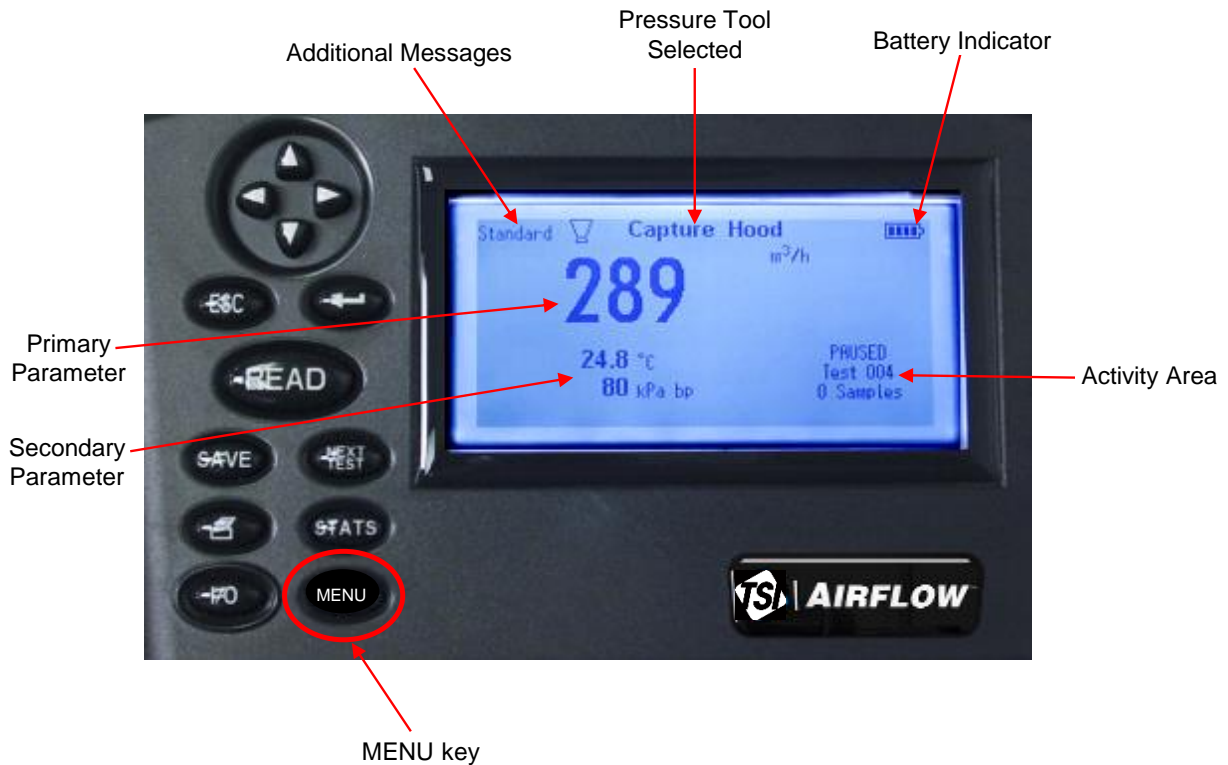 Pressure Tool
Selected
Additional Messages
Battery Indicator
Standard Capture Hood
m³/h
289
24.8 °C
80 kPa bp
PAUSED
Test 004
0 Samples
Primary
Parameter
Secondary
Parameter
Activity Area
ESC
READ
SAVE
NEXT
TEST
STATS
I/O
MENU
TSI AIRFLOW
MENU key